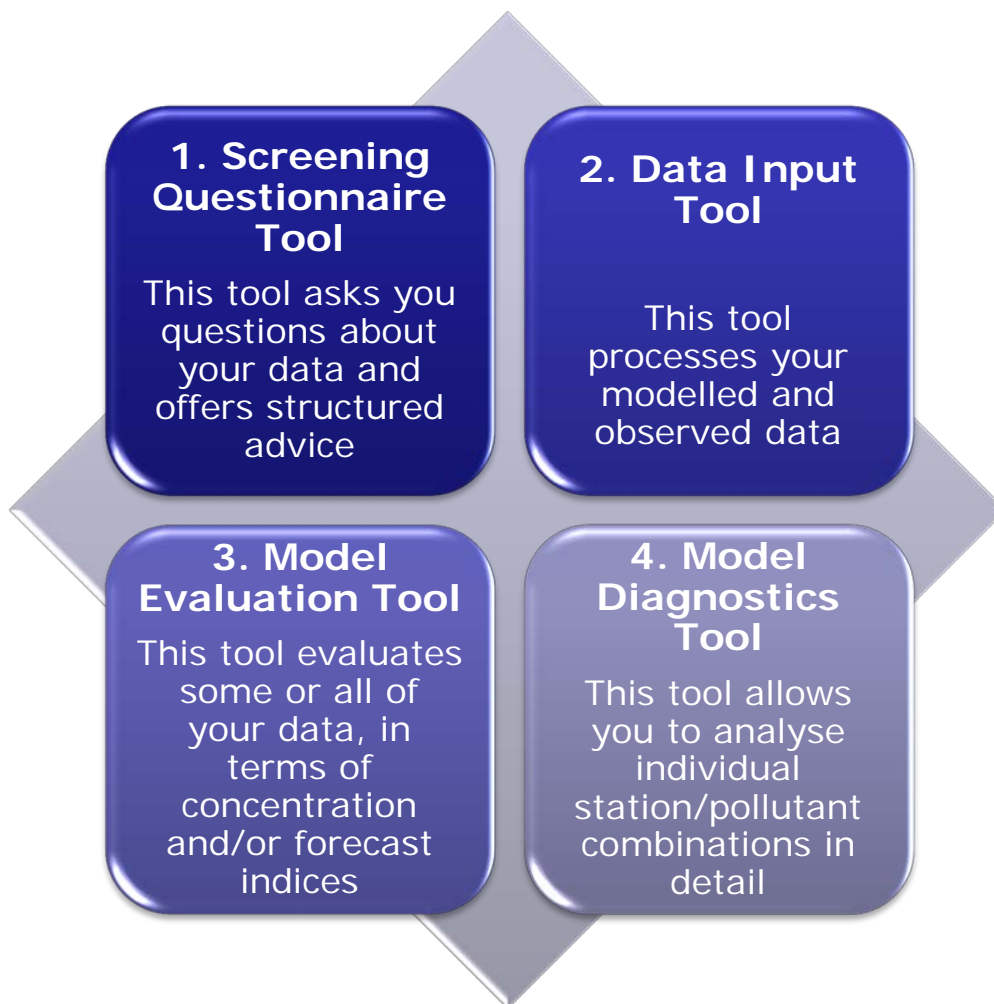 1. Screening
Questionnaire
Tool
This tool asks you
questions about
your data and
offers structured
advice
2. Data Input
Tool
This tool
processes your
modelled and
observed data
3. Model
Evaluation Tool
This tool evaluates
some or all of
your data, in
terms of
concentration
and/or forecast
indices
4. Model
Diagnostics
Tool
This tool allows
you to analyse
individual
station/pollutant
combinations in
detail